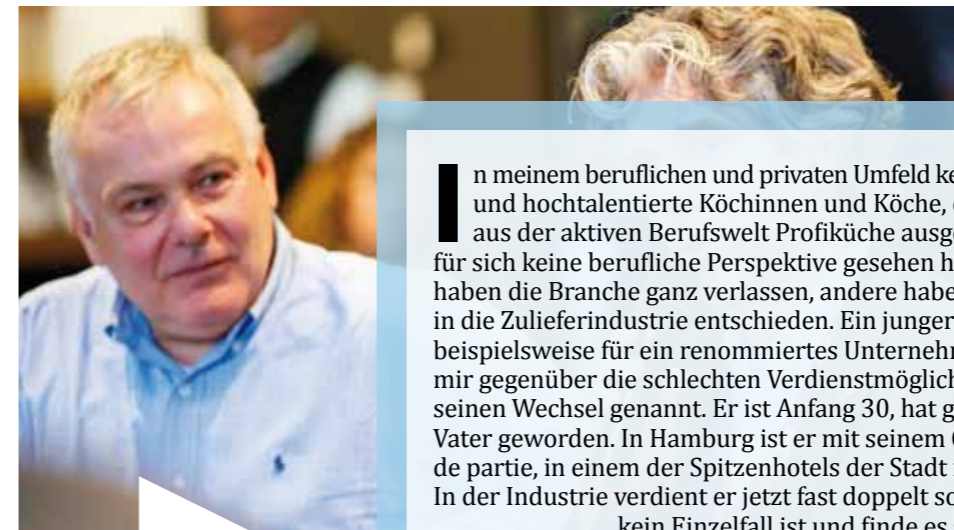 In meinem beruflichen und privaten Umfeld ke
und hochtalentierte Köchinnen und Köche,
aus der aktiven Berufswelt Profiküche ausg
für sich keine berufliche Perspektive gesehen h
haben die Branche ganz verlassen, andere habe
in die Zulieferindustrie entschieden. Ein junger
beispielsweise für ein renommiertes Unternehm
mir gegenüber die schlechten Verdienstmöglich
seinen Wechsel genannt. Er ist Anfang 30, hat g
Vater geworden. In Hamburg ist er mit seinem
de partie, in einem der Spitzenhotels der Stadt
In der Industrie verdient er jetzt fast doppelt so
kein Einzelfall ist und finde es